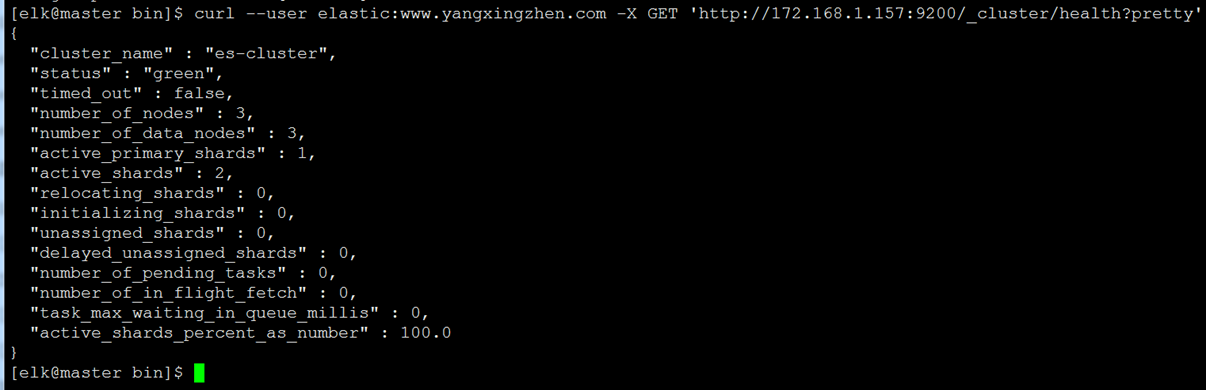 [elk@master bin]$ curl --user elastic:www.yangxingzhen.com -X GET 'http://172.168.1.157:9200/_cluster/health?pretty'
{
  "cluster_name" : "es-cluster",
  "status" : "green",
  "timed_out" : false,
  "number_of_nodes" : 3,
  "number_of_data_nodes" : 3,
  "active_primary_shards" : 1,
  "active_shards" : 2,
  "relocating_shards" : 0,
  "initializing_shards" : 0,
  "unassigned_shards" : 0,
  "delayed_unassigned_shards" : 0,
  "number_of_pending_tasks" : 0,
  "number_of_in_flight_fetch" : 0,
  "task_max_waiting_in_queue_millis" : 0,
  "active_shards_percent_as_number" : 100.0
}
[elk@master bin]$